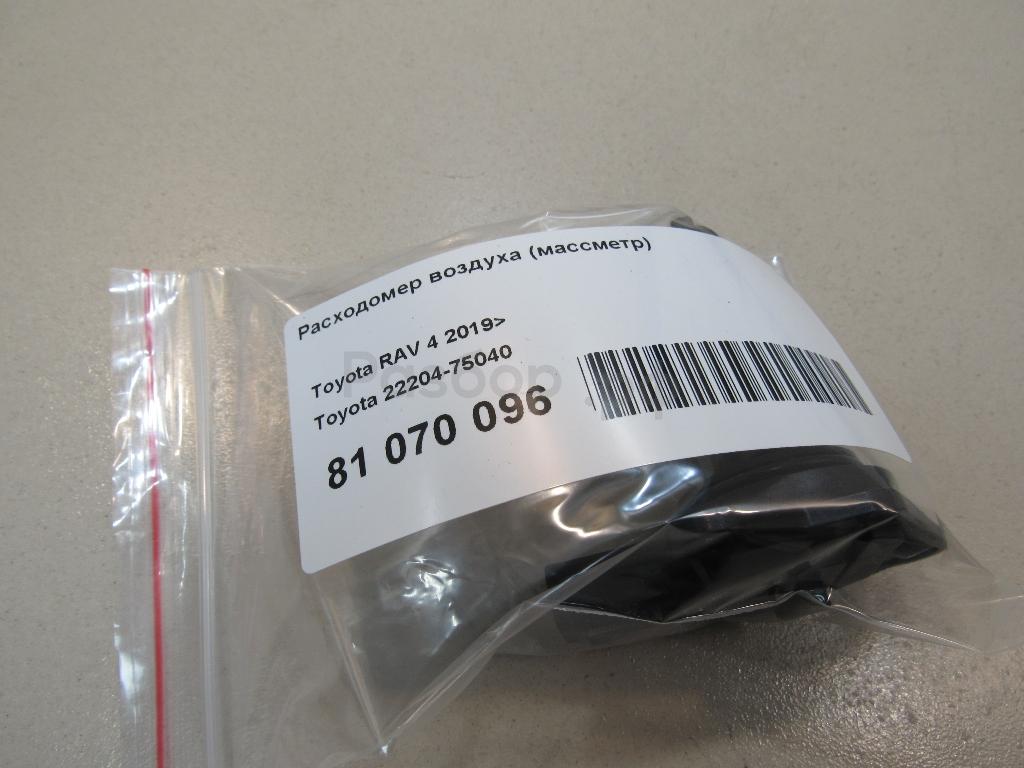 Расходомер воздуха (массметр)
Toyota RAV 4 2019>
Toyota 22204-75040
81 070 096